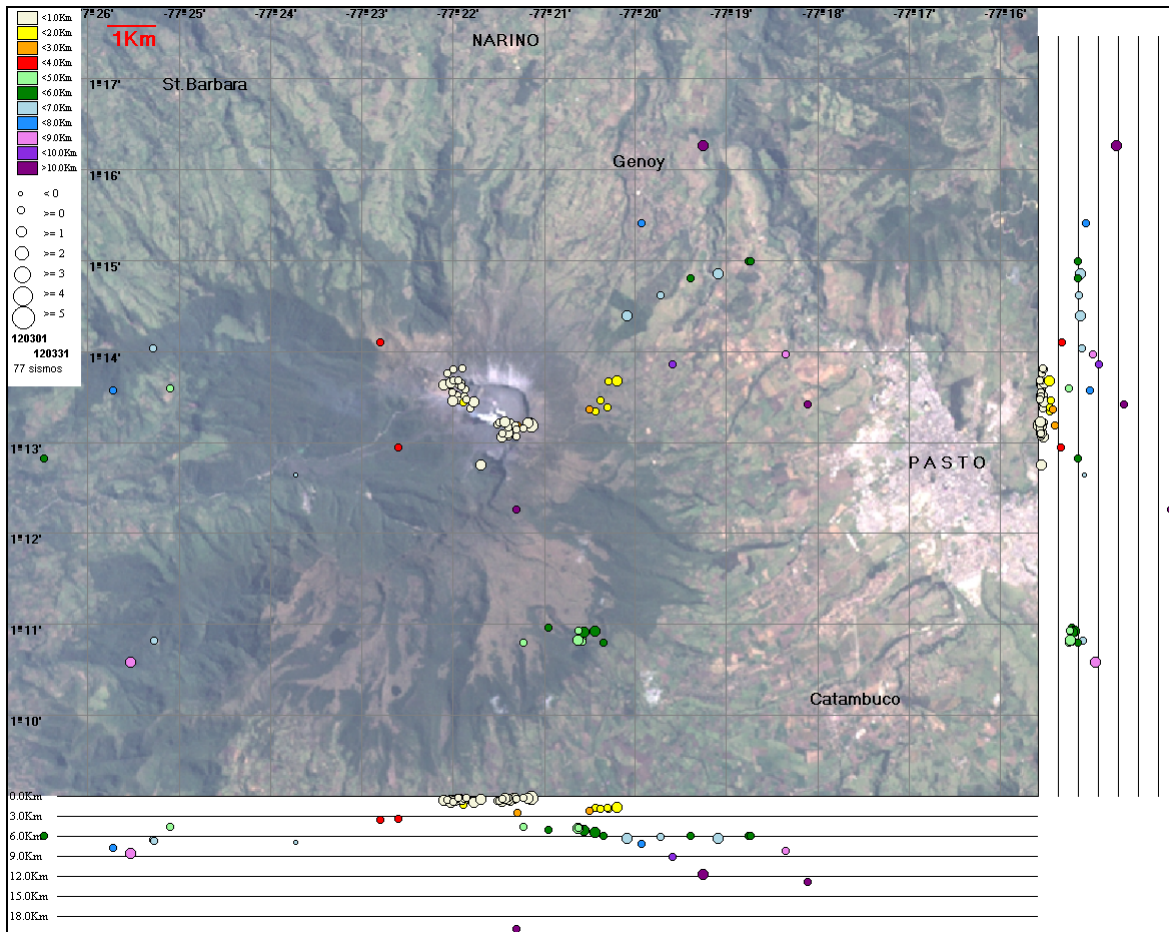 -77º26' -77º25' -77º23' -77º22' -77º21' -77º20' -77º18' -77º17' -77º16'
1Km
NARINO
St.Barbara
Genoy
PASTO
Catambuco
1º17'
1º16'
1º15'
1º14'
1º13'
1º12'
1º11'
1º10'
<1.0Km
<2.0Km
<3.0Km
<4.0Km
<5.0Km
<6.0Km
<7.0Km
<8.0Km
<9.0Km
<10.0Km
>10.0Km
< 0
>= 0
>= 1
>= 2
>= 3
>= 4
>= 5
120301
120331
77 sismos
0.0Km
3.0Km
6.0Km
9.0Km
12.0Km
15.0Km
18.0Km